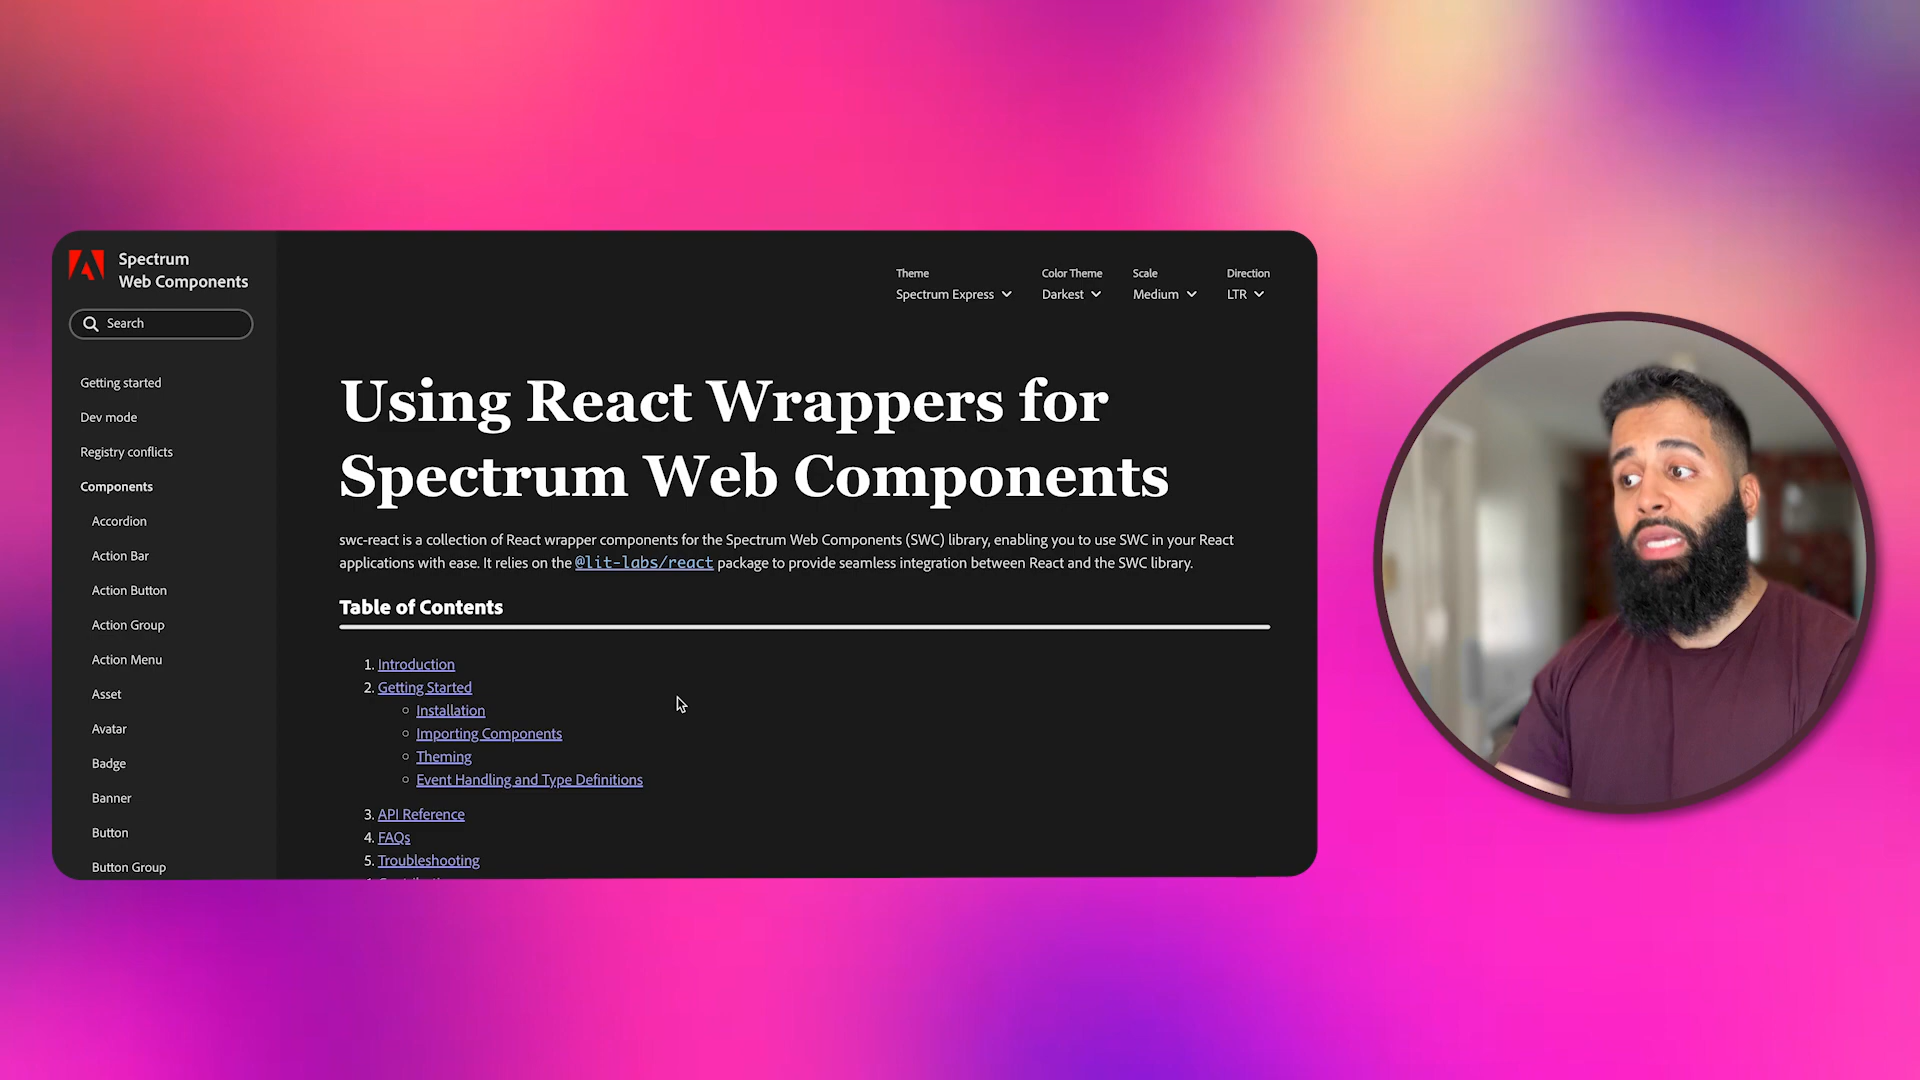 Spectrum
Web Components
Search
Getting started
Dev mode
Registry conflicts
Components
Accordion
Action Bar
Action Button
Action Group
Action Menu
Asset
Avatar
Badge
Banner
Button
Button Group
Theme
Spectrum Express
Color Theme
Darkest
Scale
Medium
Direction
LTR
Using React Wrappers for
Spectrum Web Components
swc-react is a collection of React wrapper components for the Spectrum Web Components (SWC) library, enabling you to use SWC in your React
applications with ease. It relies on the @lit-labs/react package to provide seamless integration between React and the SWC library.
Table of Contents
1. Introduction
2. Getting Started
Installation
Importing Components
Theming
Event Handling and Type Definitions
3. API Reference
4. FAQs
5. Troubleshooting